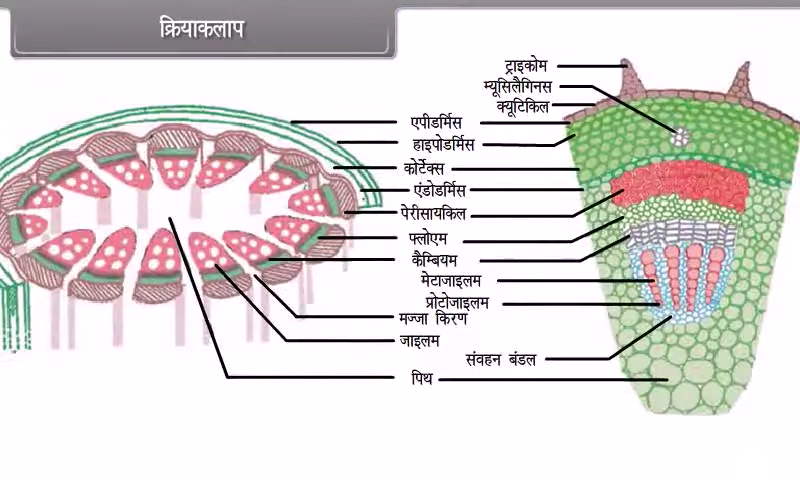 क्रियाकलाप
ट्राइकोम
म्यूसिलैगिनस
क्यूटिकिल
एपीडर्मिस
हाइपोडर्मिस
कोर्टेक्स
एंडोडर्मिस
पेरीसायकिल
फ्लोएम
कैम्बियम
मेटाजाइलम
प्रोटोजाइलम
मज्जा किरण
जाइलम
संवहन बंडल
पिथ